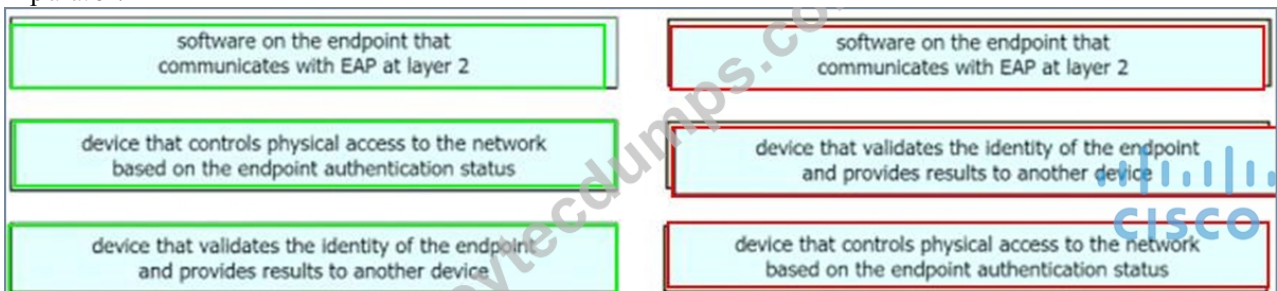 software on the endpoint that
communicates with EAP at layer 2
software on the endpoint that
communicates with EAP at layer 2
device that controls physical access to the network
based on the endpoint authentication status
device that validates the identity of the endpoint
and provides results to another device
device that validates the identity of the endpoint
and provides results to another device
device that controls physical access to the network
based on the endpoint authentication status
CISCO